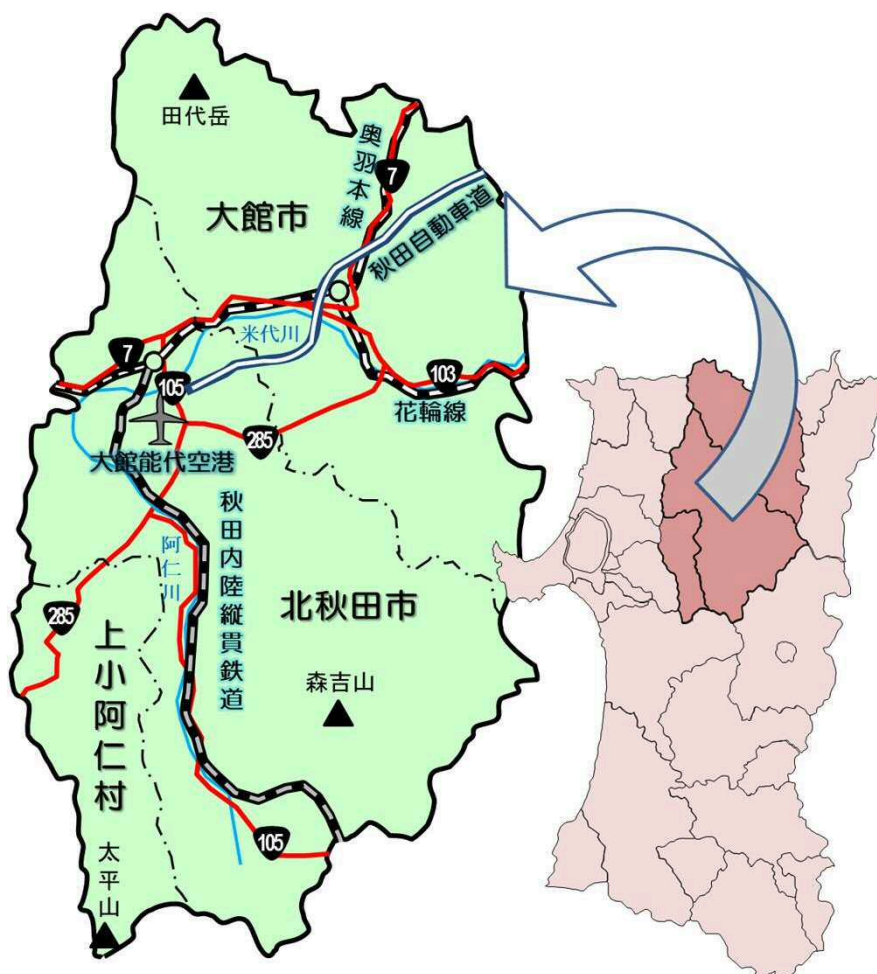 田代岳
奥羽本線
7
大館市
秋田自動車道
米代川
7
105
103
花輪線
285
大館能代空港
秋田内陸縦貫鉄道
阿仁川
285
北秋田市
上小阿仁村
森吉山
105
太平山